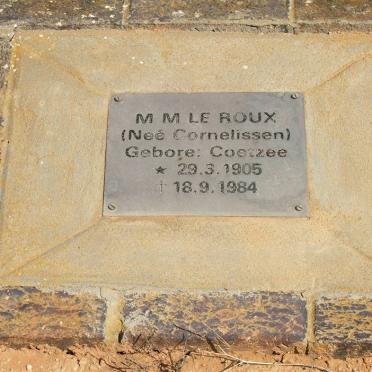 M M LE ROUX
(Neé Cornelissen)
Gebore: Coetzee
★ 29.3.1905
† 18.9.1984